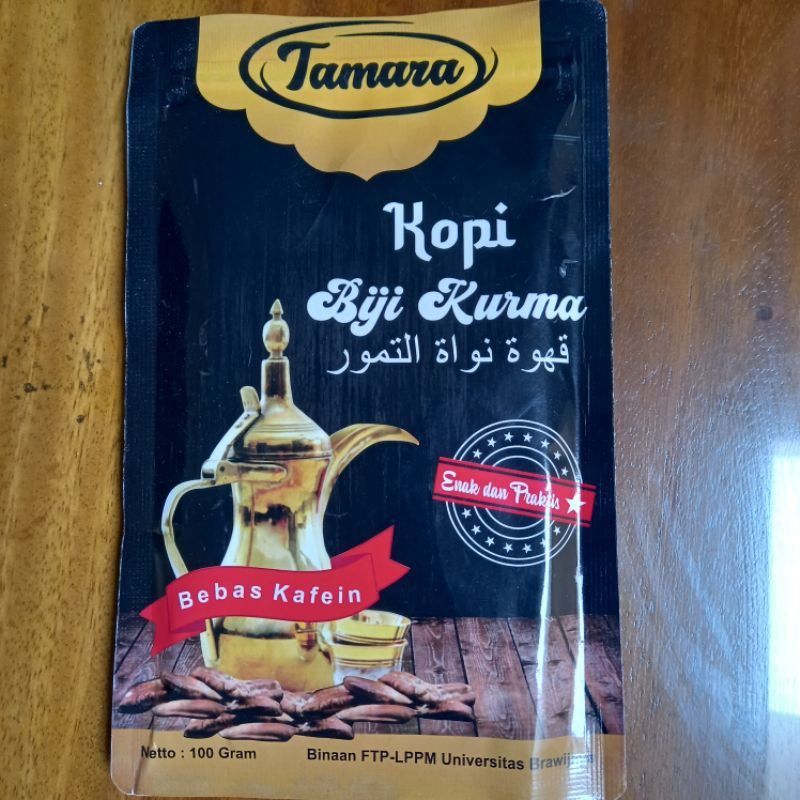 Tamara
Kopi
Biji Kurma
قهوة نواة التمور
Enak dan Praktis
Bebas Kafein
Netto : 100 Gram
Binaan FTP-LPPM Universitas Brawijaya